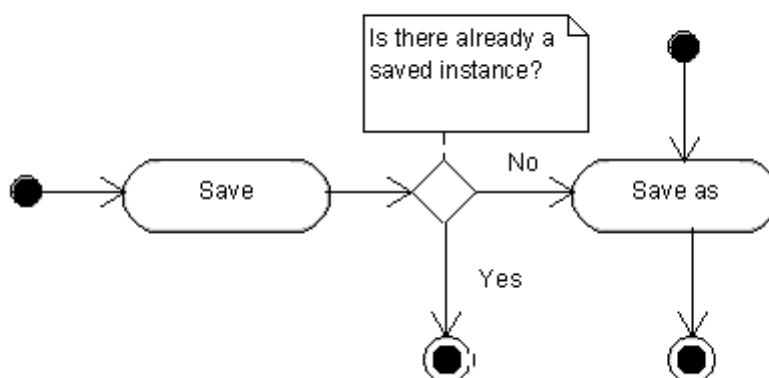 Is there already a
saved instance?
Save
No
Save as
Yes